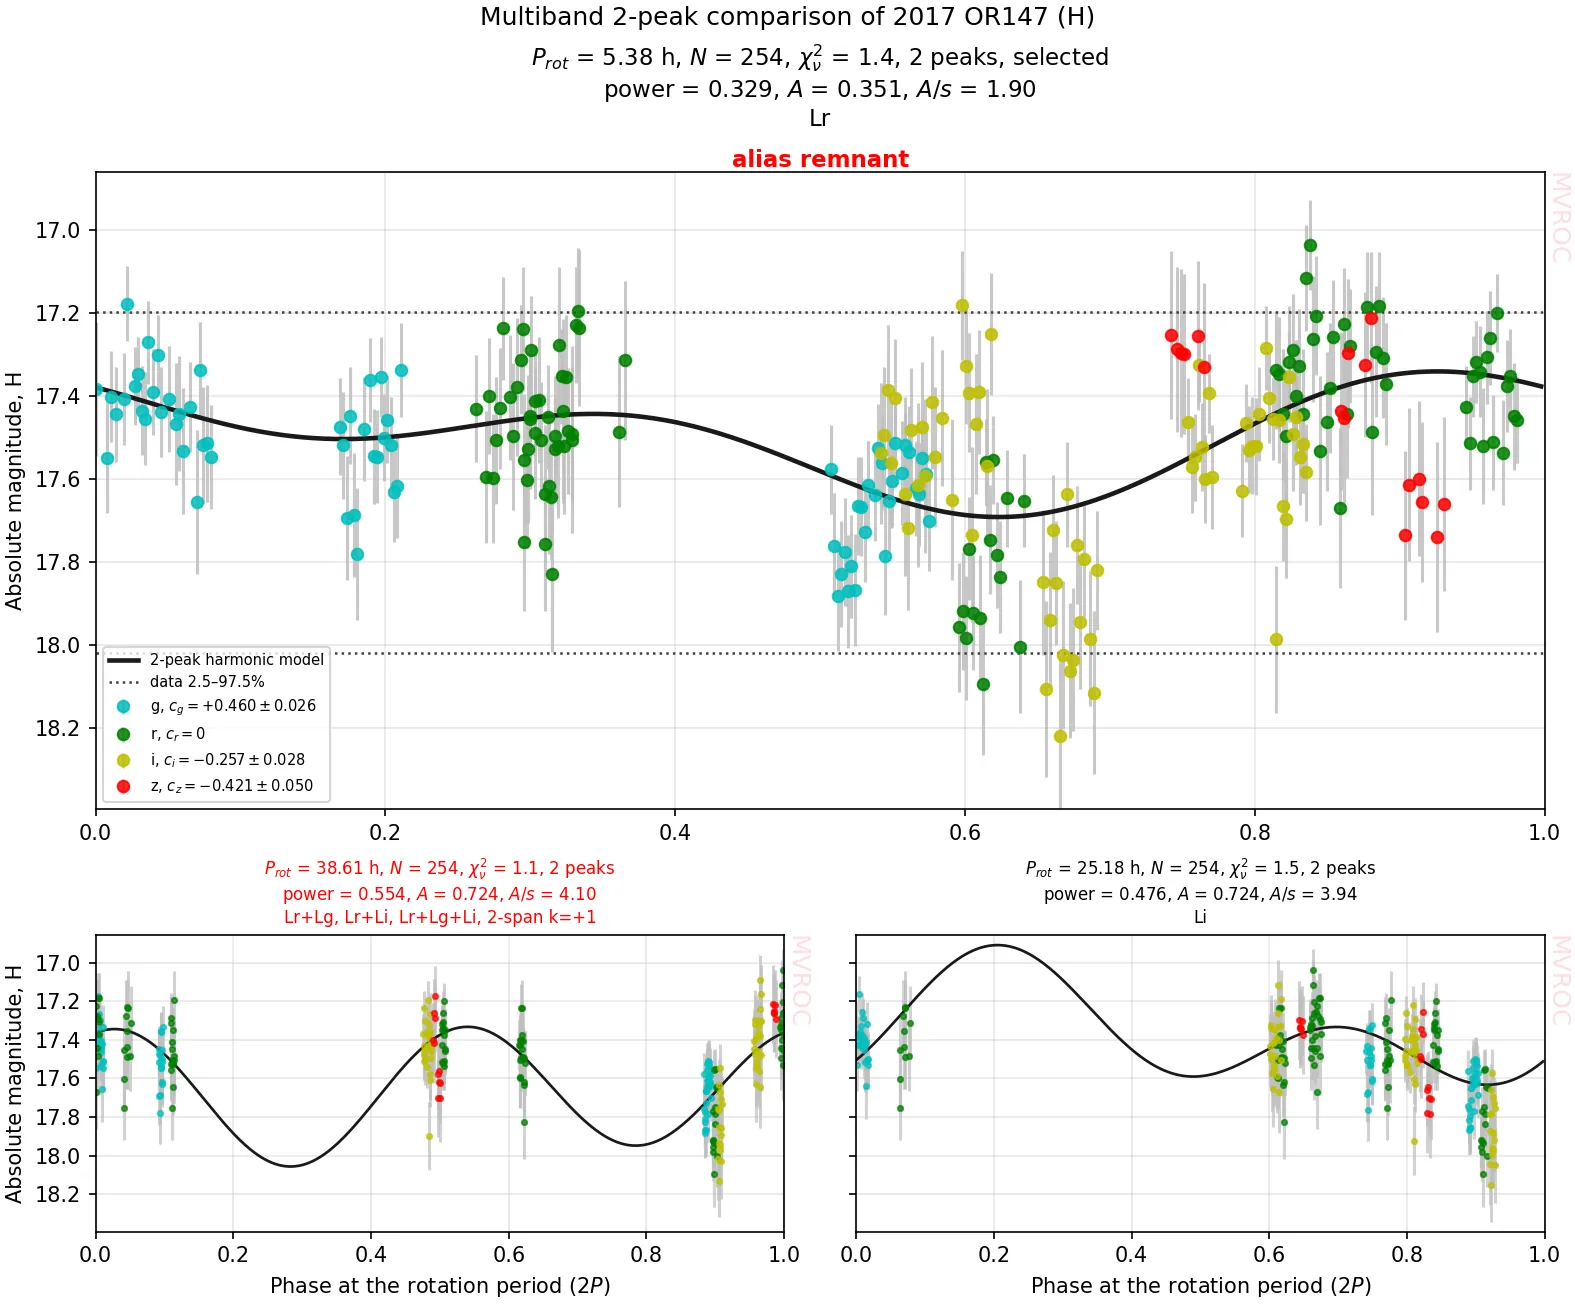 Multiband 2-peak comparison of 2017 OR147 (H)
P_rot = 5.38 h, N = 254, χ²_ν = 1.4, 2 peaks, selected
power = 0.329, A = 0.351, A/s = 1.90
Lr
alias remnant
MVROC
Absolute magnitude, H
17.0
17.2
17.4
17.6
17.8
18.0
18.2
2-peak harmonic model
data 2.5–97.5%
g, c_g = +0.460 ± 0.026
r, c_r = 0
i, c_i = −0.257 ± 0.028
z, c_z = −0.421 ± 0.050
0.0 0.2 0.4 0.6 0.8 1.0
P_rot = 38.61 h, N = 254, χ²_ν = 1.1, 2 peaks
power = 0.554, A = 0.724, A/s = 4.10
Lr+Lg, Lr+Li, Lr+Lg+Li, 2-span k=+1
MVROC
Absolute magnitude, H
17.0
17.2
17.4
17.6
17.8
18.0
18.2
0.0 0.2 0.4 0.6 0.8 1.0
Phase at the rotation period (2P)
P_rot = 25.18 h, N = 254, χ²_ν = 1.5, 2 peaks
power = 0.476, A = 0.724, A/s = 3.94
Li
MVROC
0.0 0.2 0.4 0.6 0.8 1.0
Phase at the rotation period (2P)